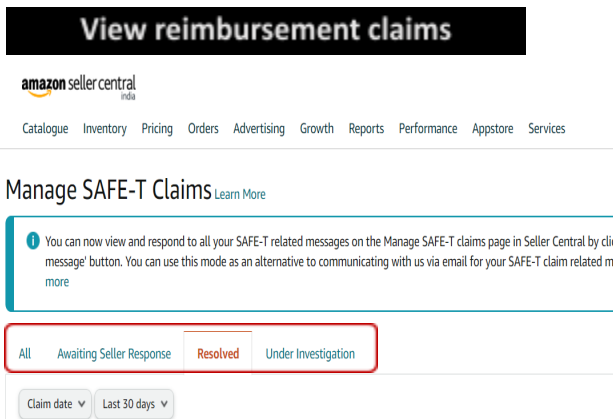 View reimbursement claims
amazon seller central
india
Catalogue Inventory Pricing Orders Advertising Growth Reports Performance Appstore Services
Manage SAFE-T Claims Learn More
You can now view and respond to all your SAFE-T related messages on the Manage SAFE-T claims page in Seller Central by
message' button. You can use this mode as an alternative to communicating with us via email for your SAFE-T claim related
more
All Awaiting Seller Response Resolved Under Investigation
Claim date Last 30 days